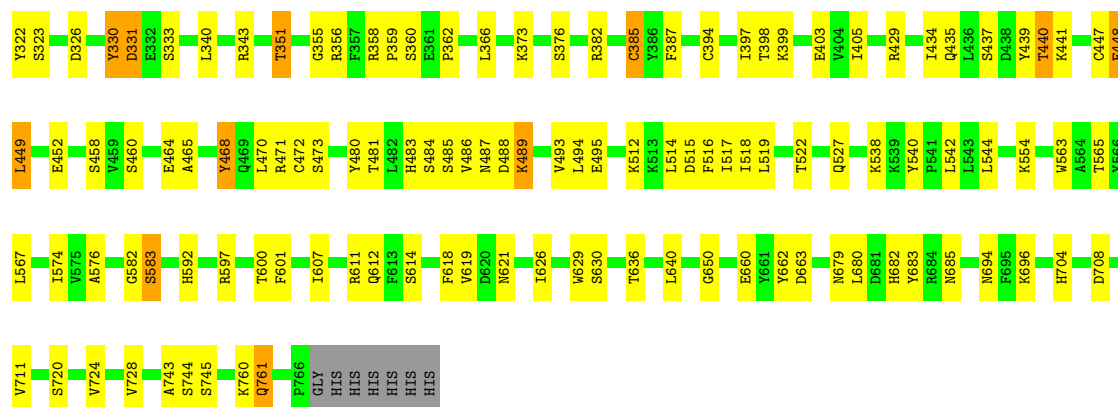 Y322 S323 D326 Y330 D331 E332 S333 L340 R343 T351 G355 R356 F357 R358 P359 S360 E361 P362 L366 K373 S376 R382 C385 Y386 F387 C394 I397 T398 K399 E403 V404 I405 R429 I434 Q435 L436 S437 D438 Y439 T440 K441 C447
L449 E452 S458 V459 S460 E464 A465 Y468 Q469 L470 R471 C472 S473 Y480 T481 L482 H483 S484 S485 V486 N487 D488 K489 V493 L494 E495 K512 K513 L514 D515 F516 I517 I518 L519 T522 Q527 K538 K539 Y540 P541 L542 L543 L544 K554 W563 A564 T565
L567 I574 V575 A576 G582 S583 H592 R597 T600 F601 I607 R611 Q612 F613 S614 F618 V619 D620 N621 I626 W629 S630 T636 L640 G650 E660 Y661 Y662 D663 N679 L680 D681 H682 Y683 R684 N685 N694 F695 K696 H704 D708
V711 S720 V724 V728 A743 S744 S745 K760 Q761 P766 GLY HIS HIS HIS HIS HIS HIS